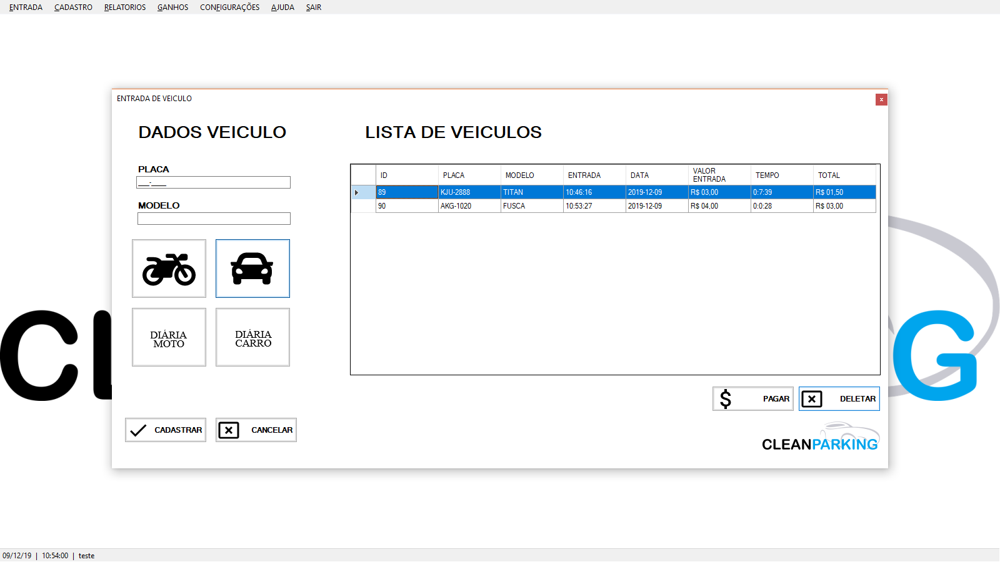 ENTRADA CADASTRO RELATORIOS GANHOS CONFIGURAÇÕES AJUDA SAIR
ENTRADA DE VEICULO
x
DADOS VEICULO
LISTA DE VEICULOS
PLACA
___-____
MODELO
DIÁRIA
MOTO
DIÁRIA
CARRO
CADASTRAR
CANCELAR
ID PLACA MODELO ENTRADA DATA VALOR ENTRADA TEMPO TOTAL
89 KJU-2888 TITAN 10:46:16 2019-12-09 R$ 03,00 0:7:39 R$ 01,50
90 AKG-1020 FUSCA 10:53:27 2019-12-09 R$ 04,00 0:0:28 R$ 03,00
$ PAGAR
DELETAR
CLEANPARKING
CL
G
09/12/19 | 10:54:00 | teste